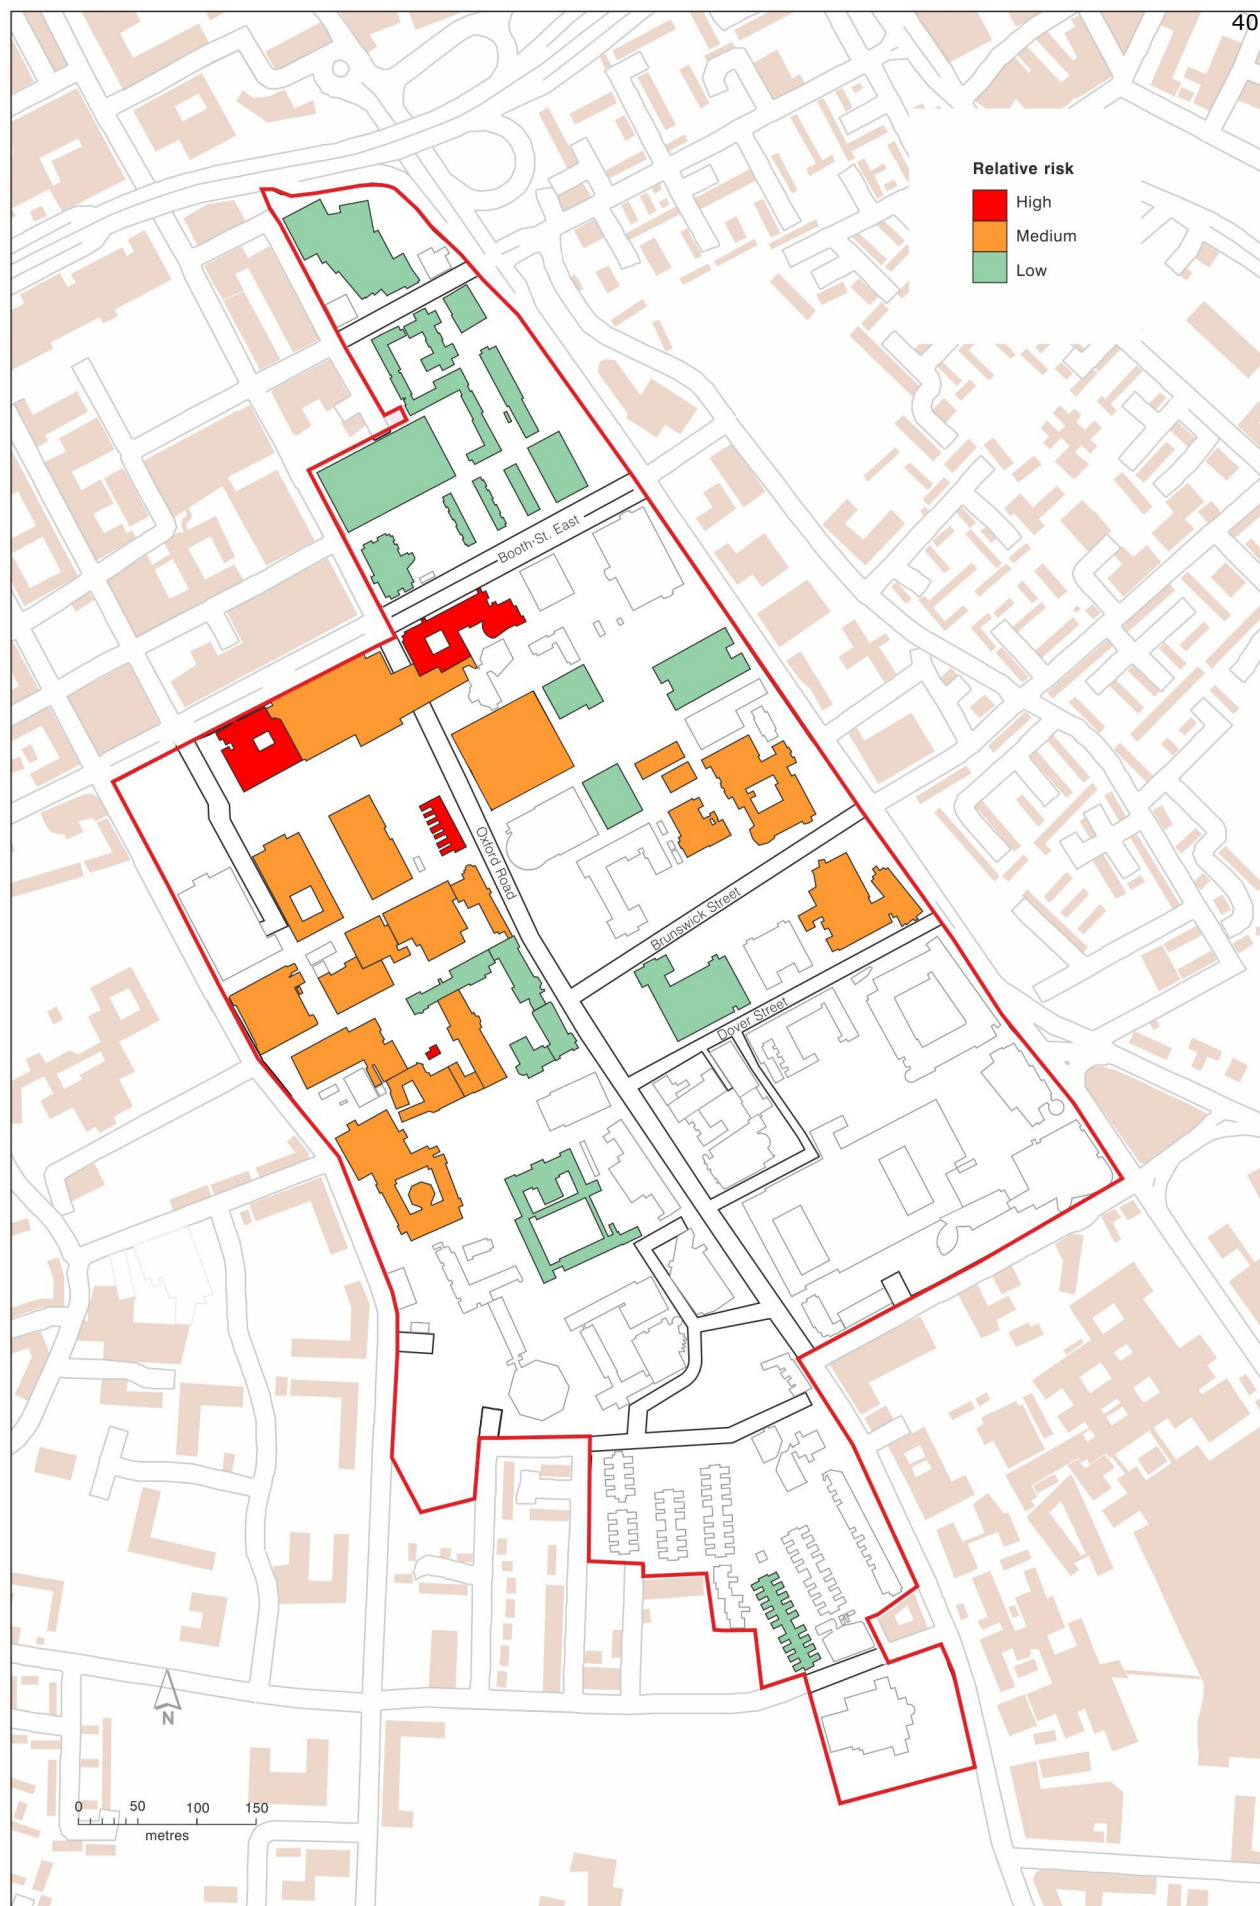 40
Relative risk
High
Medium
Low
Booth St. East
Oxford Road
Brunswick Street
Dover Street
N
0 50 100 150
metres